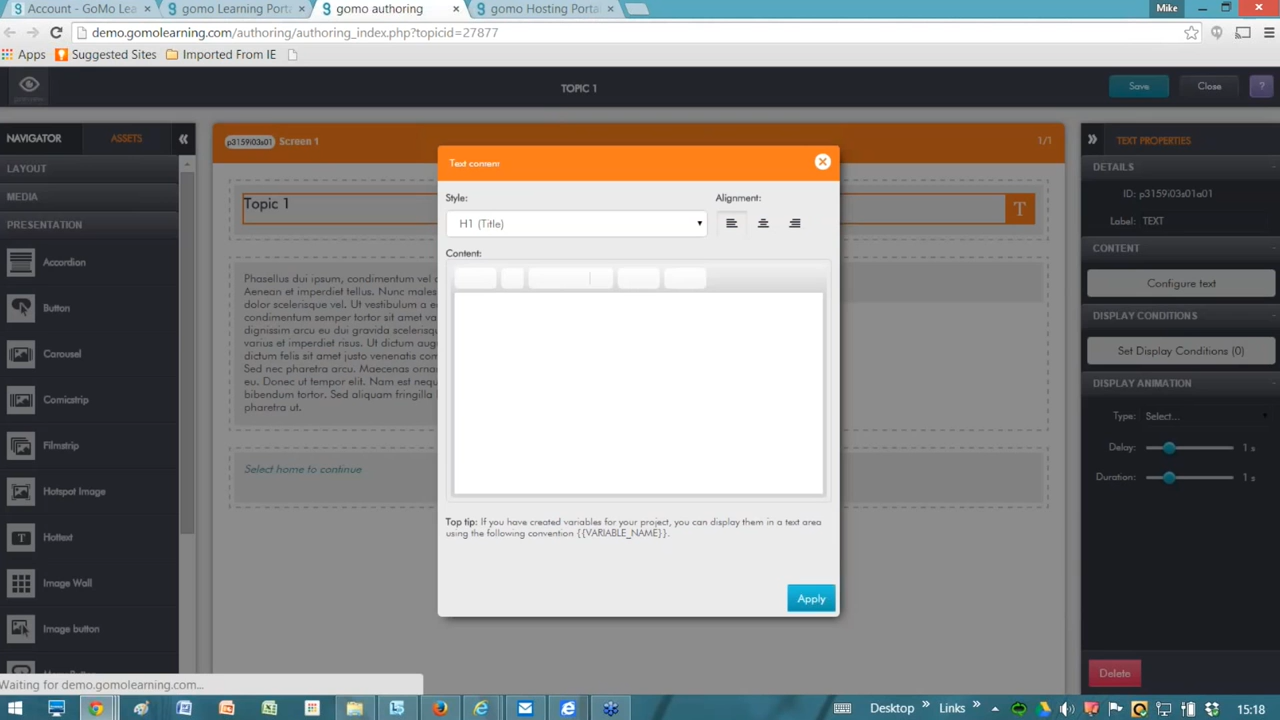 Account - GoMo Lea
gomo Learning Porta
gomo authoring
gomo Hosting Portal
Mike
demo.gomolearning.com/authoring/authoring_index.php?topicid=27877
Apps
Suggested Sites
Imported From IE
TOPIC 1
Save
Close
?
NAVIGATOR
ASSETS
LAYOUT
MEDIA
PRESENTATION
Accordion
Button
Carousel
Comicstrip
Filmstrip
Hotspot Image
Hottext
Image Wall
Image button
p3159i03s01
Screen 1
1/1
Topic 1
T
Phasellus dui ipsum, condimentum vel p
Aenean et imperdiet tellus. Nunc males
dolor scelerisque vel. Ut vestibulum a e
condimentum semper tortor sit amet va
dignissim arcu eu dui gravida scelerisqu
varius et imperdiet risus. Ut dictum aug
dictum felis sit amet justo venenatis com
Sed nec pharetra arcu. Maecenas ornar
eu. Donec ut tempor elit. Nam est nequ
bibendum tortor. Sed aliquam fringilla l
pharetra ut.
Select home to continue
Text content
Style:
Alignment:
H1 (Title)
Content:
Top tip: If you have created variables for your project, you can display them in a text area
using the following convention {{VARIABLE_NAME}}.
Apply
TEXT PROPERTIES
DETAILS
ID: p3159i03s01a01
Label: TEXT
CONTENT
Configure text
DISPLAY CONDITIONS
Set Display Conditions (0)
DISPLAY ANIMATION
Type: Select...
Delay: 1 s
Duration: 1 s
Delete
Waiting for demo.gomolearning.com...
Desktop
Links
15:18